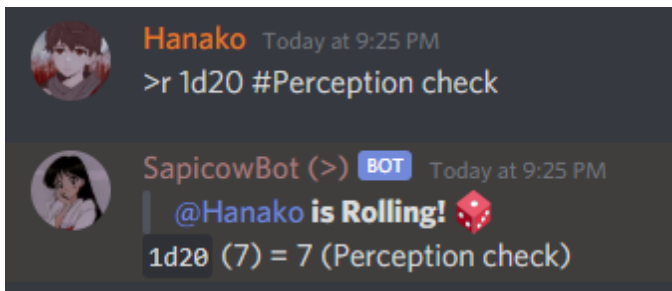 Hanako Today at 9:25 PM
>r 1d20 #Perception check
SapicowBot (>) BOT Today at 9:25 PM
@Hanako is Rolling!
1d20 (7) = 7 (Perception check)